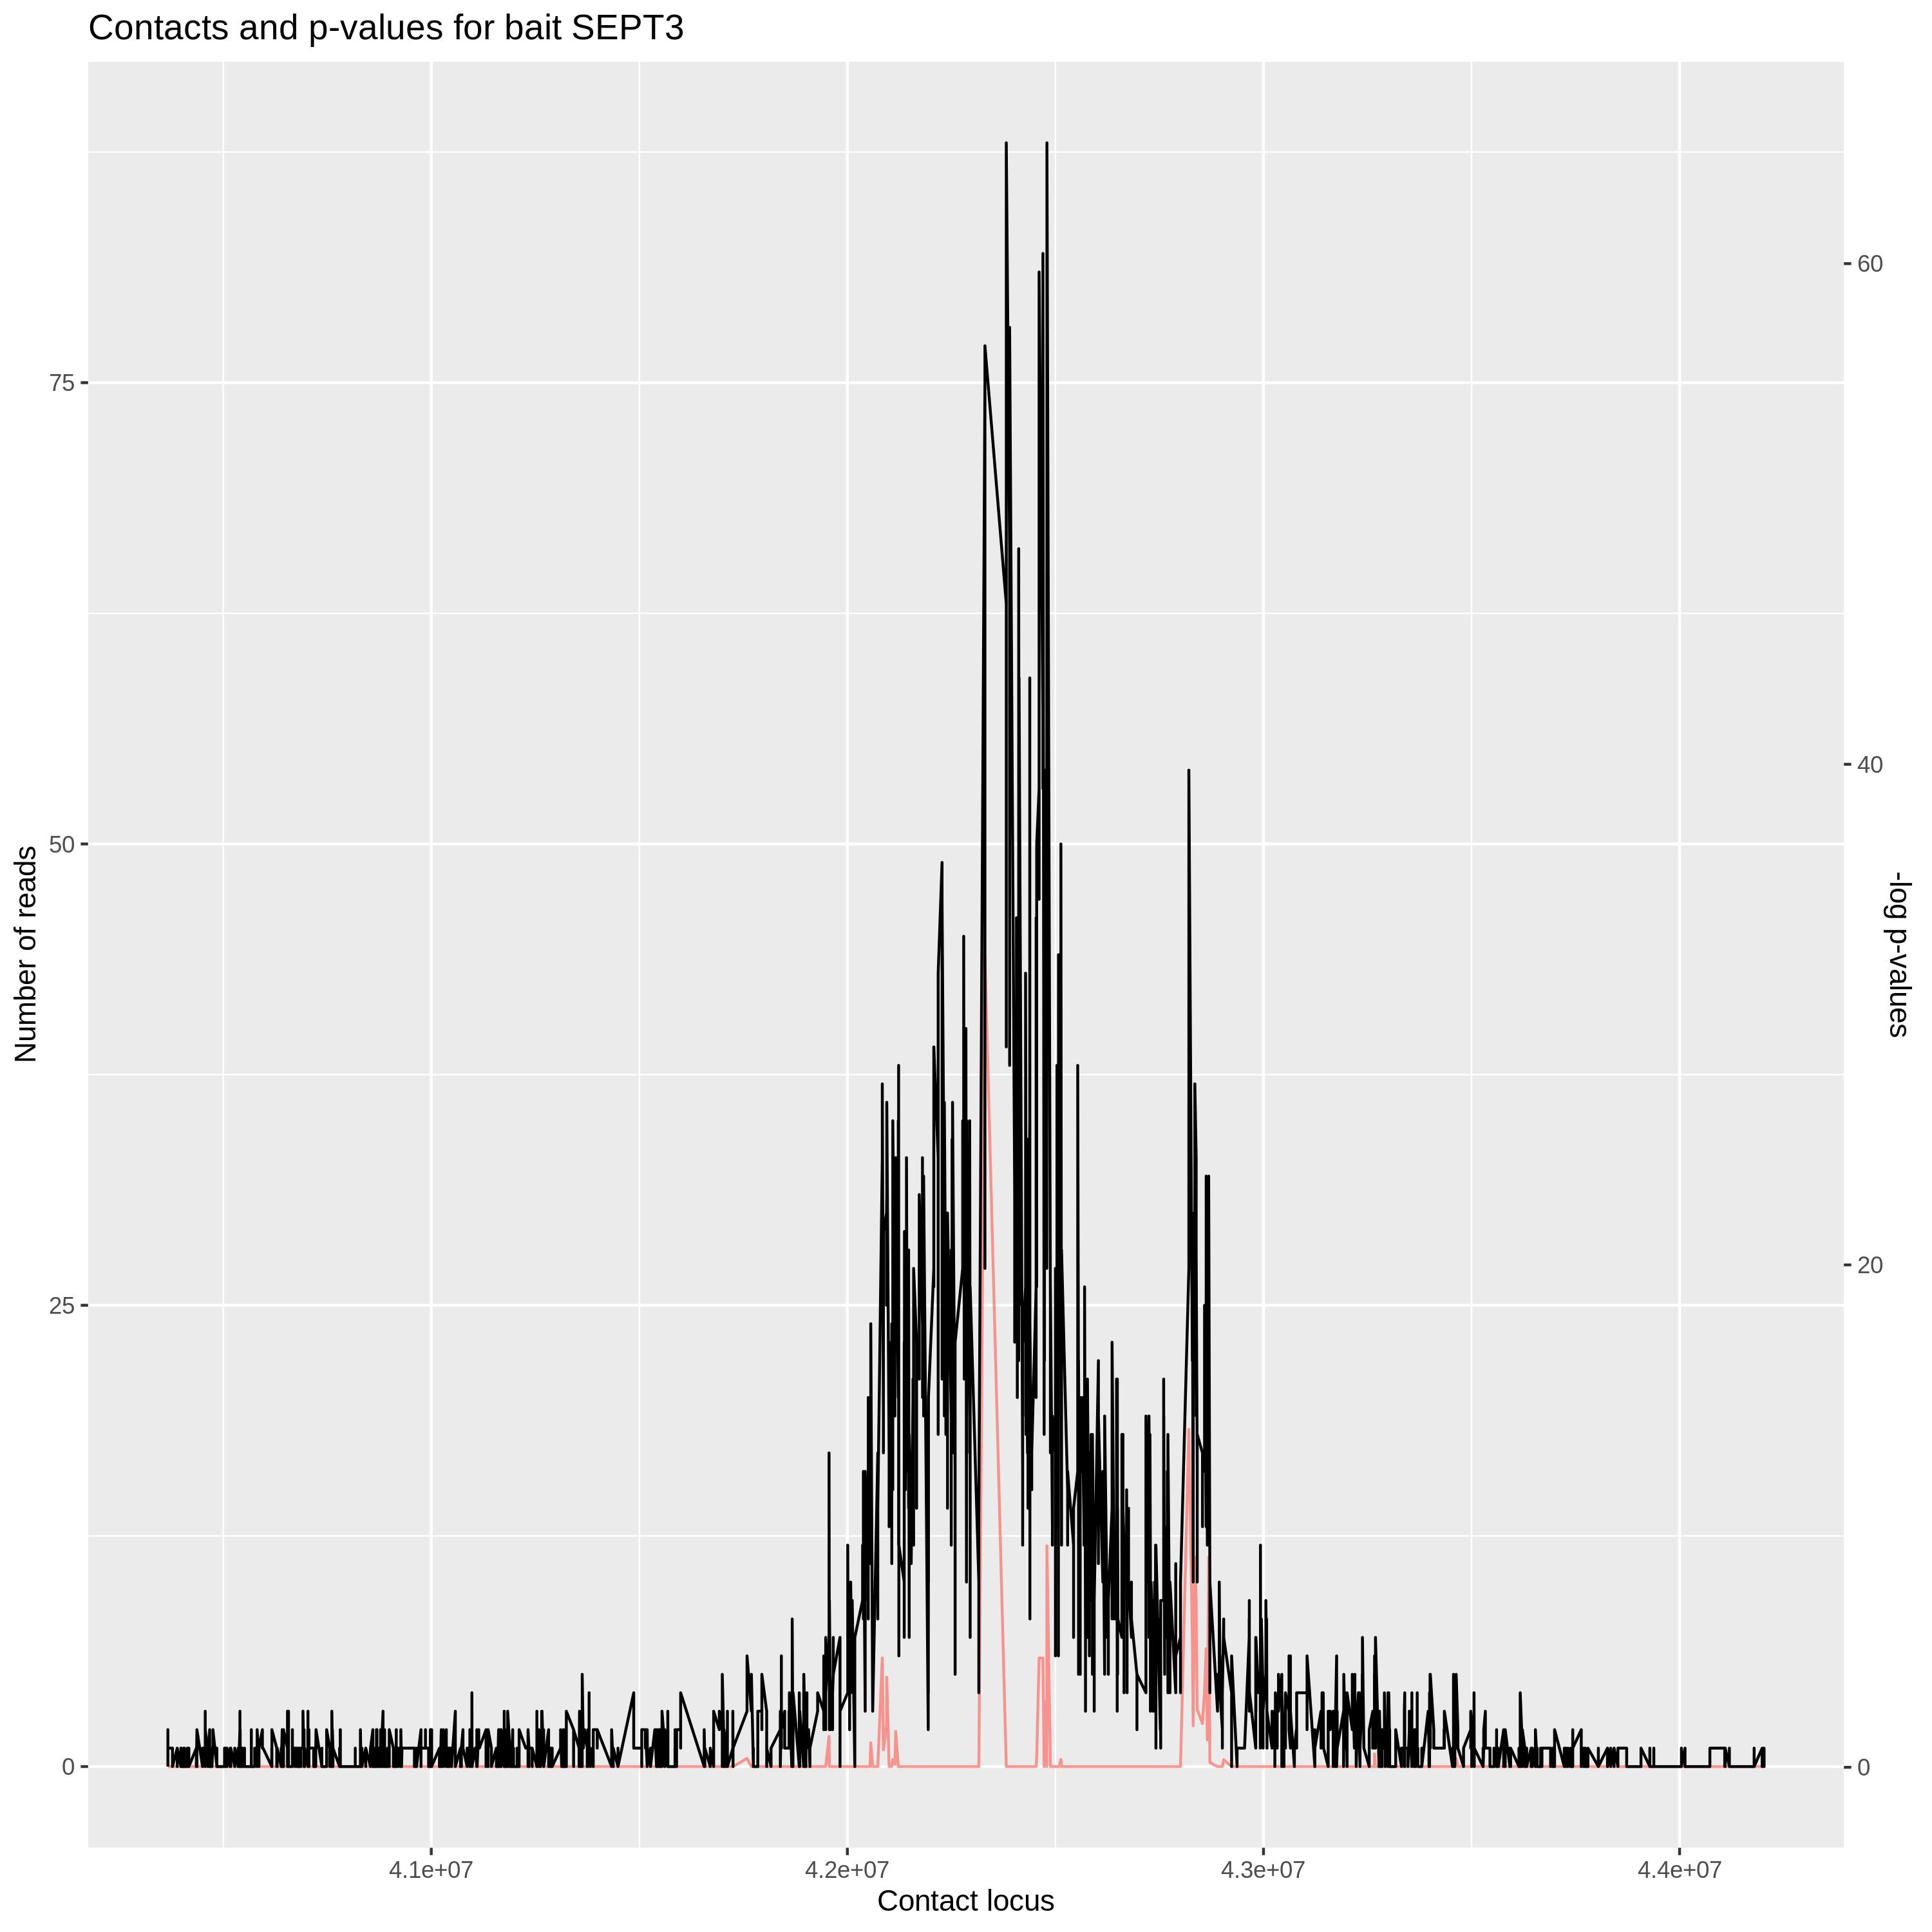 Contacts and p-values for bait SEPT3
75
50
25
0
60
40
20
0
Number of reads
-log p-values
4.1e+07
4.2e+07
4.3e+07
4.4e+07
Contact locus